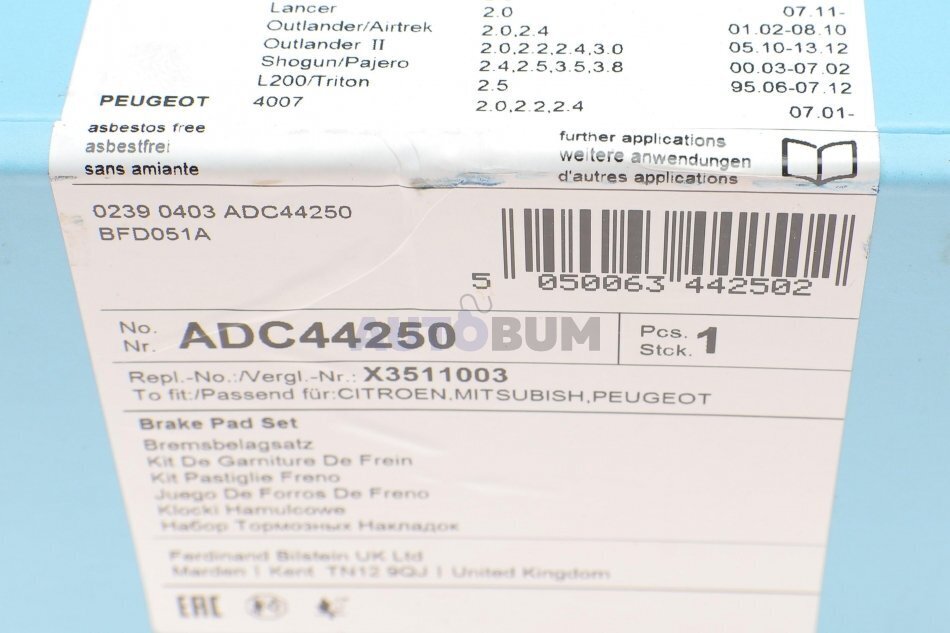 Lancer 2.0 07.11-
Outlander/Airtrek 2.0,2.4 01.02-08.10
Outlander II 2.0,2.2,2.4,3.0 05.10-13.12
Shogun/Pajero 2.4,2.5,3.5,3.8 00.03-07.02
L200/Triton 2.5 95.06-07.12
PEUGEOT 4007 2.0,2.2,2.4 07.01-
asbestos free
asbestfrei
sans amiante
further applications
weitere anwendungen
d'autres applications
0239 0403 ADC44250
BFD051A
5 050063 442502
AUTOBUM
No.
Nr. ADC44250
Pcs.
Stck. 1
Repl.-No.:/Vergl.-Nr.: X3511003
To fit:/Passend für:CITROEN,MITSUBISH,PEUGEOT
Brake Pad Set
Bremsbelagsatz
Kit De Garniture De Frein
Kit Pastiglie Freno
Juego De Forros De Freno
Klocki Hamulcowe
Набор Тормозных Накладок
Ferdinand Bilstein UK Ltd
Marden | Kent TN12 9QJ | United Kingdom
EAC